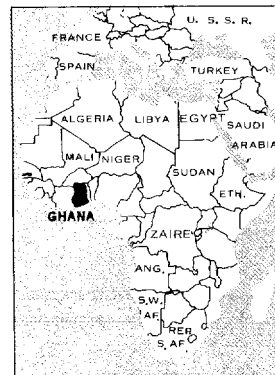 U. S. S. R.
FRANCE
SPAIN
TURKEY
ALGERIA
LIBYA
EGYPT
SAUDI
ARABIA
MALI
NIGER
SUDAN
ETH.
GHANA
ZAIRE
ANG.
S.W.
AF.
REP.
S. AF.